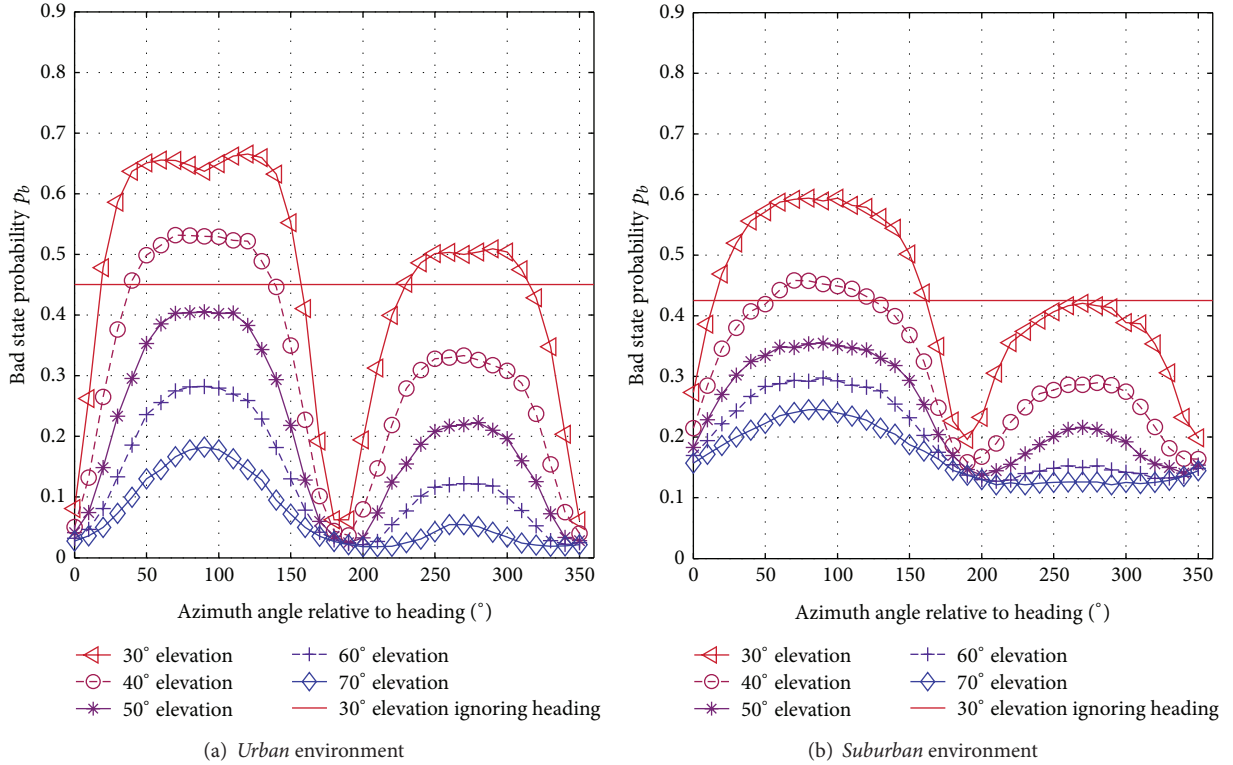 0.9
0.8
0.7
0.6
0.5
0.4
0.3
0.2
0.1
0
Bad state probability p_b
0 50 100 150 200 250 300 350
Azimuth angle relative to heading (°)
30° elevation
40° elevation
50° elevation
60° elevation
70° elevation
30° elevation ignoring heading
(a) Urban environment
0.9
0.8
0.7
0.6
0.5
0.4
0.3
0.2
0.1
0
Bad state probability p_b
0 50 100 150 200 250 300 350
Azimuth angle relative to heading (°)
30° elevation
40° elevation
50° elevation
60° elevation
70° elevation
30° elevation ignoring heading
(b) Suburban environment